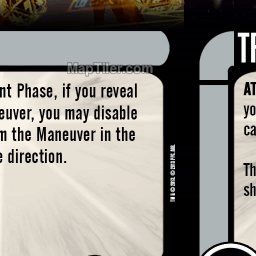 MapTiler.com
nt Phase, if you reveal
euver, you may disable
m the Maneuver in the
e direction.
TR
AT
yo
ca
Th
sh